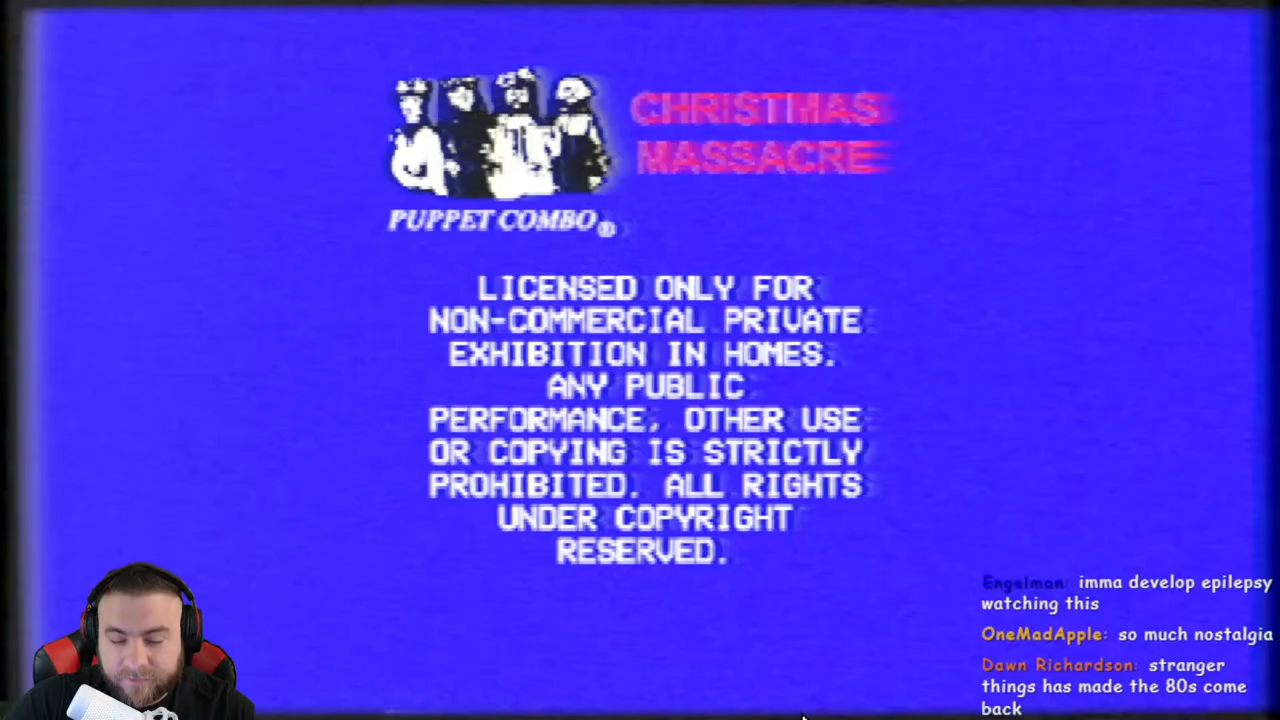 CHRISTMAS
MASSACRE
PUPPET COMBO®
LICENSED ONLY FOR
NON-COMMERCIAL PRIVATE
EXHIBITION IN HOMES.
ANY PUBLIC
PERFORMANCE, OTHER USE
OR COPYING IS STRICTLY
PROHIBITED. ALL RIGHTS
UNDER COPYRIGHT
RESERVED.
Engelman: imma develop epilepsy
watching this
OneMadApple: so much nostalgia
Dawn Richardson: stranger
things has made the 80s come
back